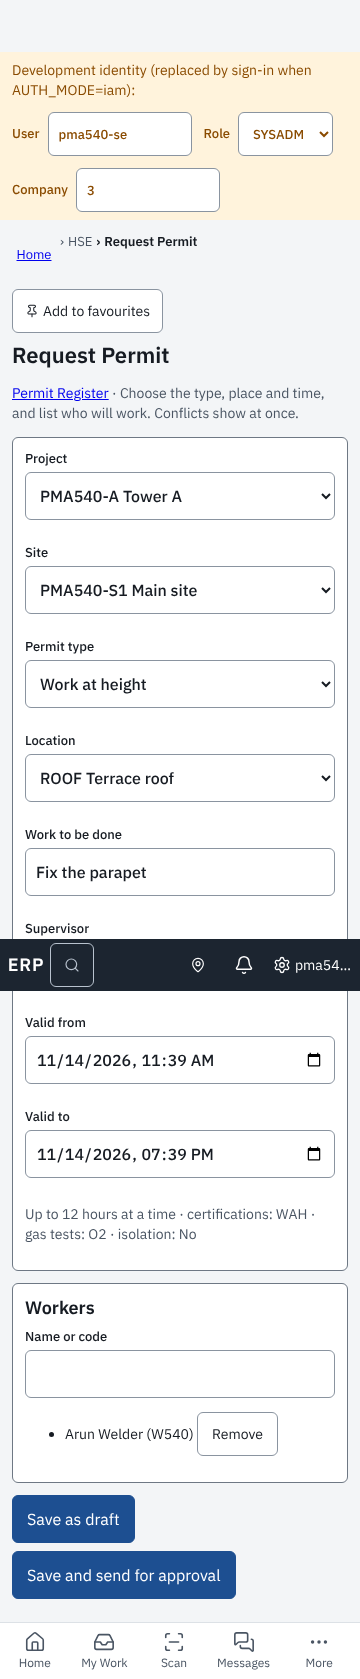 Development identity (replaced by sign-in when
AUTH_MODE=iam):
User pma540-se Role SYSADM
Company 3
Home › HSE › Request Permit
Add to favourites
Request Permit
Permit Register · Choose the type, place and time,
and list who will work. Conflicts show at once.
Project
PMA540-A Tower A
Site
PMA540-S1 Main site
Permit type
Work at height
Location
ROOF Terrace roof
Work to be done
Fix the parapet
Supervisor
ERP pma54...
Valid from
11/14/2026, 11:39 AM
Valid to
11/14/2026, 07:39 PM
Up to 12 hours at a time · certifications: WAH ·
gas tests: O2 · isolation: No
Workers
Name or code
• Arun Welder (W540) Remove
Save as draft
Save and send for approval
Home My Work Scan Messages More